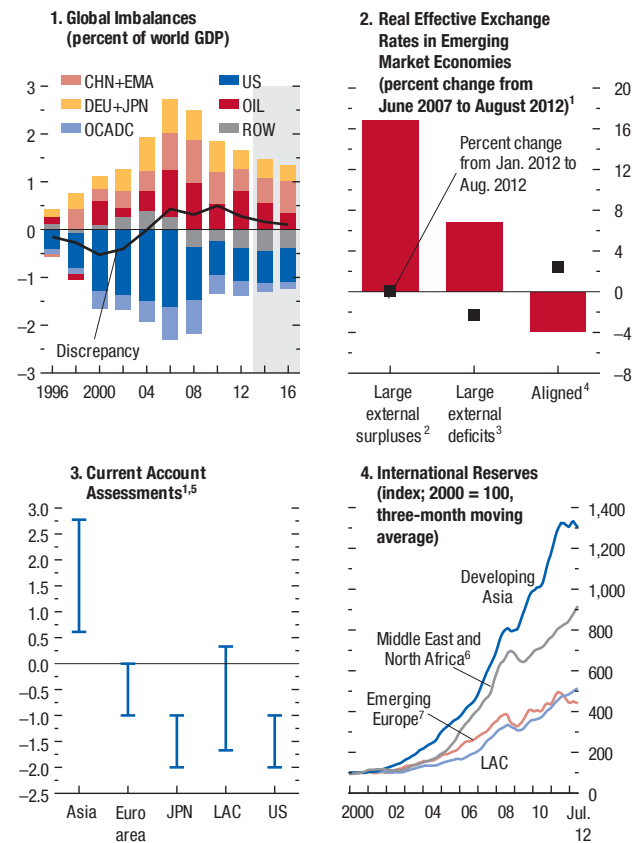 1. Global Imbalances
(percent of world GDP)
CHN+EMA
US
DEU+JPN
OIL
OCADC
ROW
3
2
1
0
–1
–2
–3
Discrepancy
1996 2000 04 08 12 16
2. Real Effective Exchange
Rates in Emerging
Market Economies
(percent change from
June 2007 to August 2012)1
Percent change
from Jan. 2012 to
Aug. 2012
20
16
12
8
4
0
–4
–8
Large
external
surpluses2
Large
external
deficits3
Aligned4
3. Current Account
Assessments1,5
3.0
2.5
2.0
1.5
1.0
0.5
0.0
–0.5
–1.0
–1.5
–2.0
–2.5
Asia
Euro
area
JPN
LAC
US
4. International Reserves
(index; 2000 = 100,
three-month moving
average)
1,400
1,200
1,000
800
600
400
200
0
Developing
Asia
Middle East and
North Africa6
Emerging
Europe7
LAC
2000 02 04 06 08 10 Jul.
12